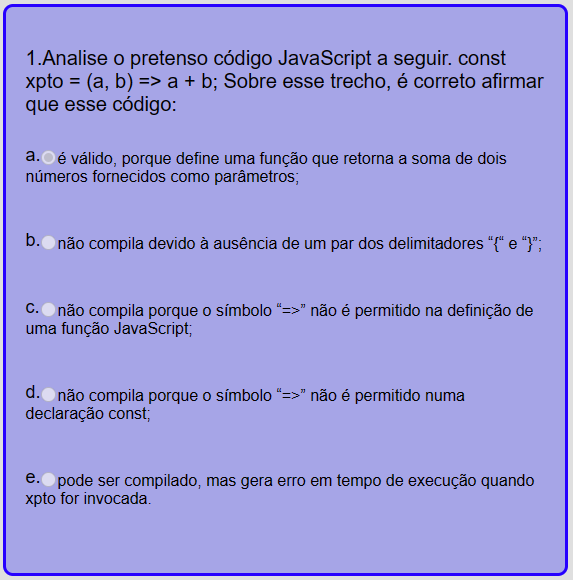 1.Analise o pretenso código JavaScript a seguir. const
xpto = (a, b) => a + b; Sobre esse trecho, é correto afirmar
que esse código:
a. é válido, porque define uma função que retorna a soma de dois
números fornecidos como parâmetros;
b. não compila devido à ausência de um par dos delimitadores “{“ e “}”;
c. não compila porque o símbolo “=>” não é permitido na definição de
uma função JavaScript;
d. não compila porque o símbolo “=>” não é permitido numa
declaração const;
e. pode ser compilado, mas gera erro em tempo de execução quando
xpto for invocada.